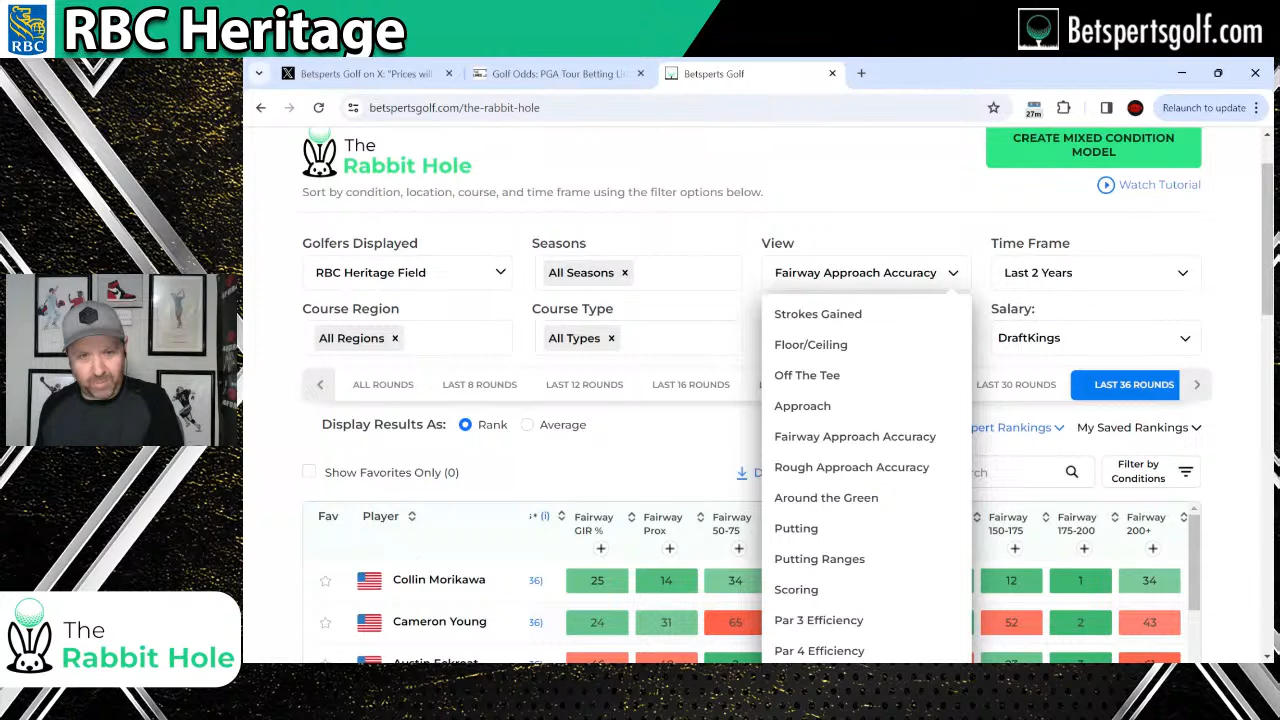 RBC
RBC Heritage
Betspertsgolf.com
Betsperts Golf on X: "Prices will
Golf Odds: PGA Tour Betting Li
Betsperts Golf
betspertsgolf.com/the-rabbit-hole
27m
Relaunch to update
The
Rabbit Hole
CREATE MIXED CONDITION
MODEL
Sort by condition, location, course, and time frame using the filter options below.
Watch Tutorial
Golfers Displayed
Seasons
View
Time Frame
RBC Heritage Field
All Seasons x
Fairway Approach Accuracy
Last 2 Years
Course Region
Course Type
Salary:
All Regions x
All Types x
DraftKings
Strokes Gained
Floor/Ceiling
Off The Tee
Approach
Fairway Approach Accuracy
Rough Approach Accuracy
Around the Green
Putting
Putting Ranges
Scoring
Par 3 Efficiency
Par 4 Efficiency
ALL ROUNDS
LAST 8 ROUNDS
LAST 12 ROUNDS
LAST 16 ROUNDS
LAST 30 ROUNDS
LAST 36 ROUNDS
Display Results As:
Rank
Average
pert Rankings
My Saved Rankings
Show Favorites Only (0)
Filter by
Conditions
Fav
Player
Fairway
GIR %
Fairway
Prox
Fairway
50-75
Fairway
150-175
Fairway
175-200
Fairway
200+
Collin Morikawa
36)
25
14
34
12
1
34
Cameron Young
36)
24
31
65
52
2
43
The
Rabbit Hole